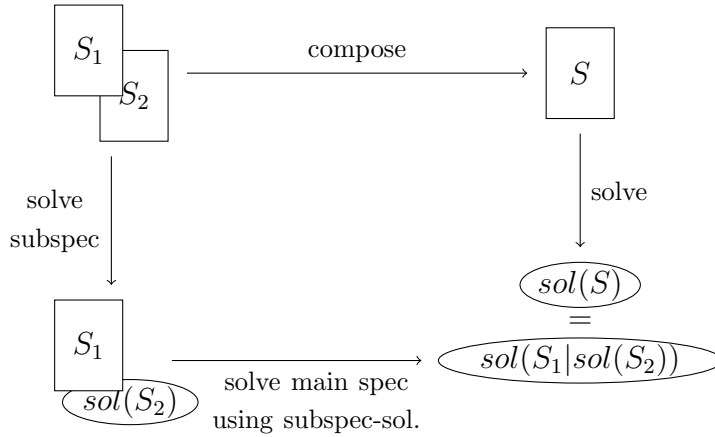 S₁
S₂
compose
S
solve
subspec
solve
sol(S)
=
sol(S₁|sol(S₂))
S₁
sol(S₂)
solve main spec
using subspec-sol.